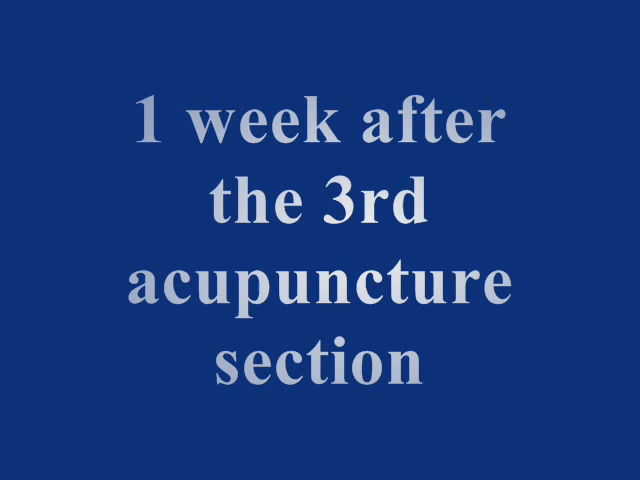 1 week after
the 3rd
acupuncture
section